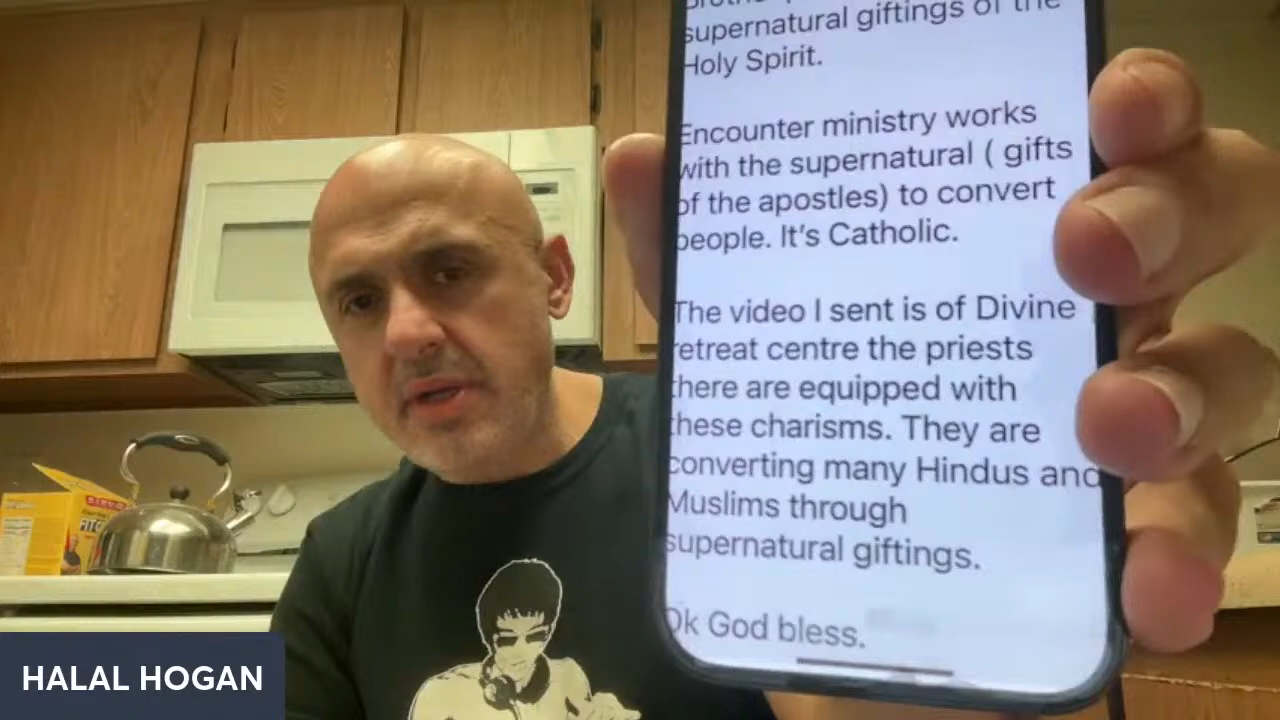 supernatural giftings of the
Holy Spirit.
Encounter ministry works
with the supernatural ( gifts
of the apostles) to convert
people. It’s Catholic.
The video I sent is of Divine
retreat centre the priests
there are equipped with
these charisms. They are
converting many Hindus and
Muslims through
supernatural giftings.
Ok God bless.
HALAL HOGAN